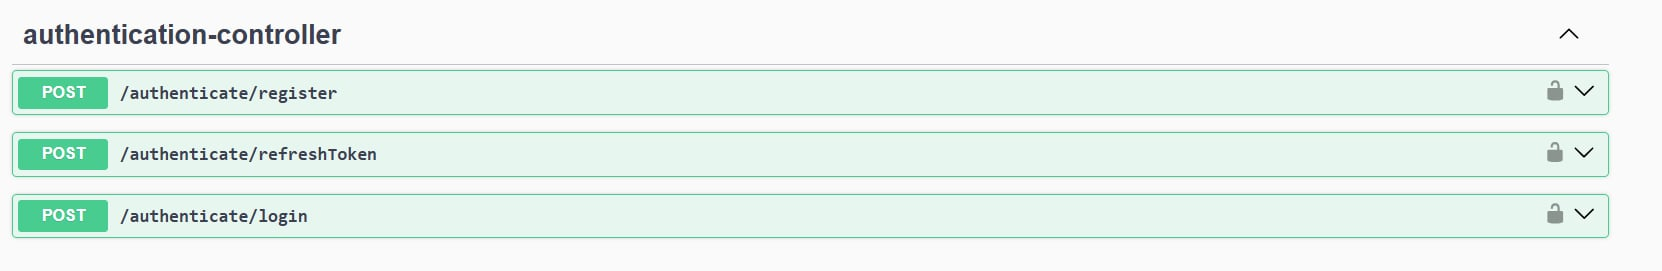 authentication-controller
POST /authenticate/register
POST /authenticate/refreshToken
POST /authenticate/login